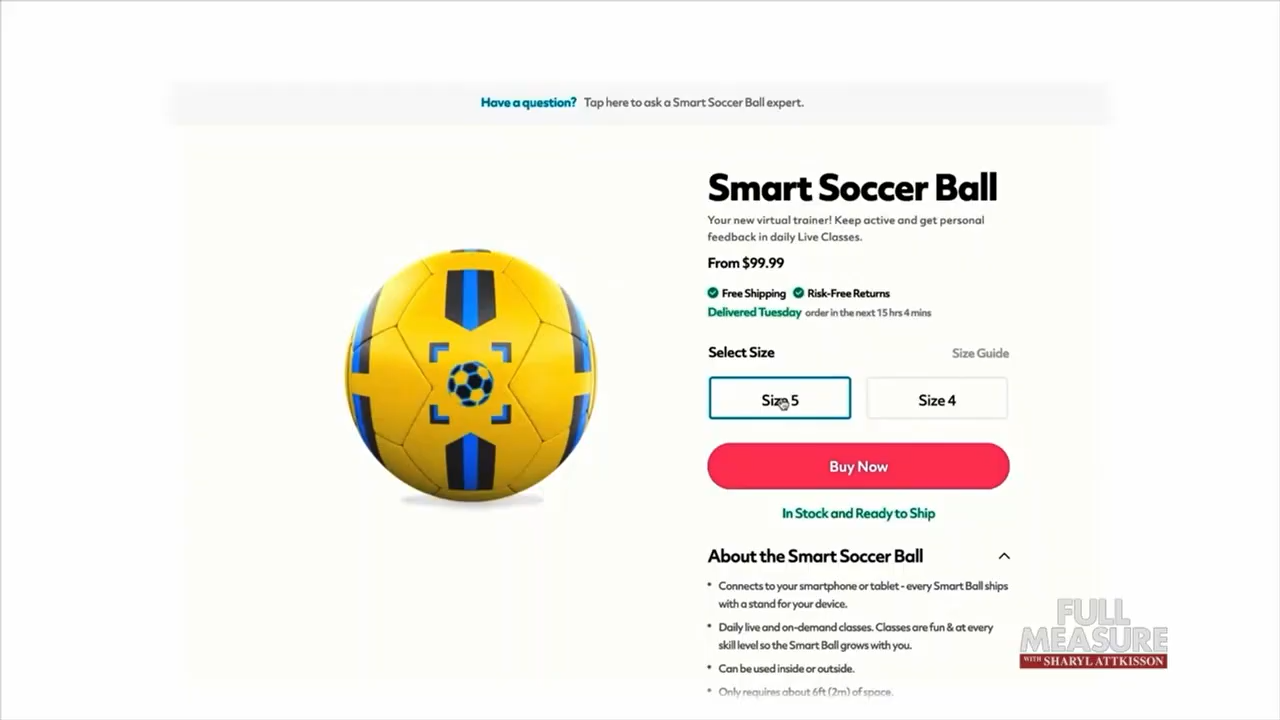 Have a question? Tap here to ask a Smart Soccer Ball expert.
Smart Soccer Ball
Your new virtual trainer! Keep active and get personal
feedback in daily Live Classes.
From $99.99
Free Shipping Risk-Free Returns
Delivered Tuesday order in the next 15 hrs 4 mins
Select Size Size Guide
Size 5 Size 4
Buy Now
In Stock and Ready to Ship
About the Smart Soccer Ball
• Connects to your smartphone or tablet - every Smart Ball ships
with a stand for your device.
• Daily live and on-demand classes. Classes are fun & at every
skill level so the Smart Ball grows with you.
• Can be used inside or outside.
• Only requires about 6ft (2m) of space.
FULL
MEASURE
WITH SHARYL ATTKISSON